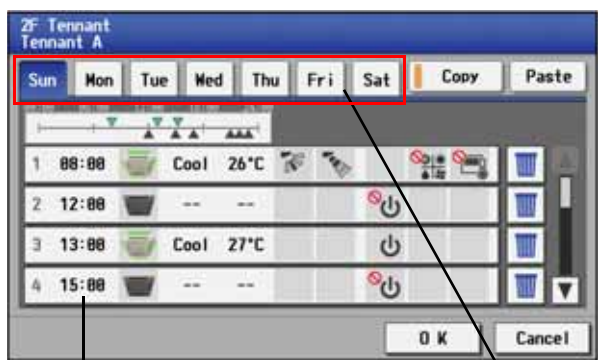 2F Tennant
Tennant A
Sun Mon Tue Wed Thu Fri Sat Copy Paste
1 08:00 Cool 26°C
2 12:00 -- --
3 13:00 Cool 27°C
4 15:00 -- --
OK Cancel